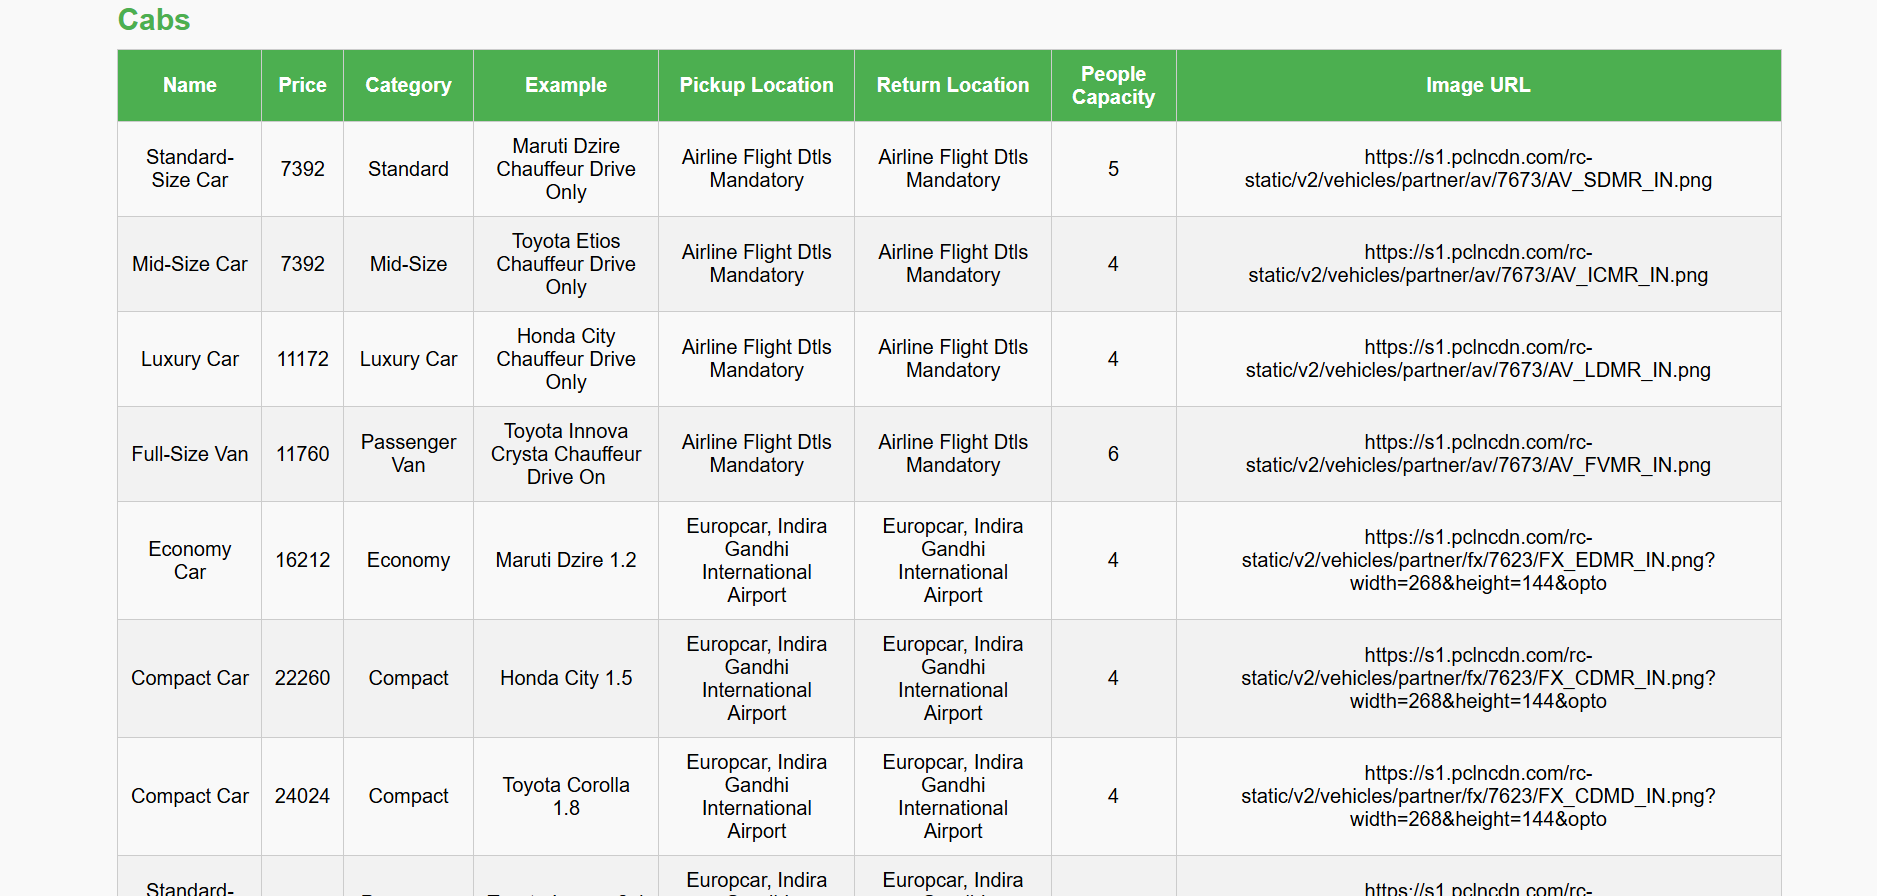 Cabs
Name Price Category Example Pickup Location Return Location People Capacity Image URL
Standard-Size Car 7392 Standard Maruti Dzire Chauffeur Drive Only Airline Flight Dtls Mandatory Airline Flight Dtls Mandatory 5 https://s1.pclncdn.com/rc-static/v2/vehicles/partner/av/7673/AV_SDMR_IN.png
Mid-Size Car 7392 Mid-Size Toyota Etios Chauffeur Drive Only Airline Flight Dtls Mandatory Airline Flight Dtls Mandatory 4 https://s1.pclncdn.com/rc-static/v2/vehicles/partner/av/7673/AV_ICMR_IN.png
Luxury Car 11172 Luxury Car Honda City Chauffeur Drive Only Airline Flight Dtls Mandatory Airline Flight Dtls Mandatory 4 https://s1.pclncdn.com/rc-static/v2/vehicles/partner/av/7673/AV_LDMR_IN.png
Full-Size Van 11760 Passenger Van Toyota Innova Crysta Chauffeur Drive On Airline Flight Dtls Mandatory Airline Flight Dtls Mandatory 6 https://s1.pclncdn.com/rc-static/v2/vehicles/partner/av/7673/AV_FVMR_IN.png
Economy Car 16212 Economy Maruti Dzire 1.2 Europcar, Indira Gandhi International Airport Europcar, Indira Gandhi International Airport 4 https://s1.pclncdn.com/rc-static/v2/vehicles/partner/fx/7623/FX_EDMR_IN.png?width=268&height=144&opto
Compact Car 22260 Compact Honda City 1.5 Europcar, Indira Gandhi International Airport Europcar, Indira Gandhi International Airport 4 https://s1.pclncdn.com/rc-static/v2/vehicles/partner/fx/7623/FX_CDMR_IN.png?width=268&height=144&opto
Compact Car 24024 Compact Toyota Corolla 1.8 Europcar, Indira Gandhi International Airport Europcar, Indira Gandhi International Airport 4 https://s1.pclncdn.com/rc-static/v2/vehicles/partner/fx/7623/FX_CDMD_IN.png?width=268&height=144&opto
Standard- Europcar, Indira Europcar, Indira https://s1.pclncdn.com/rc-